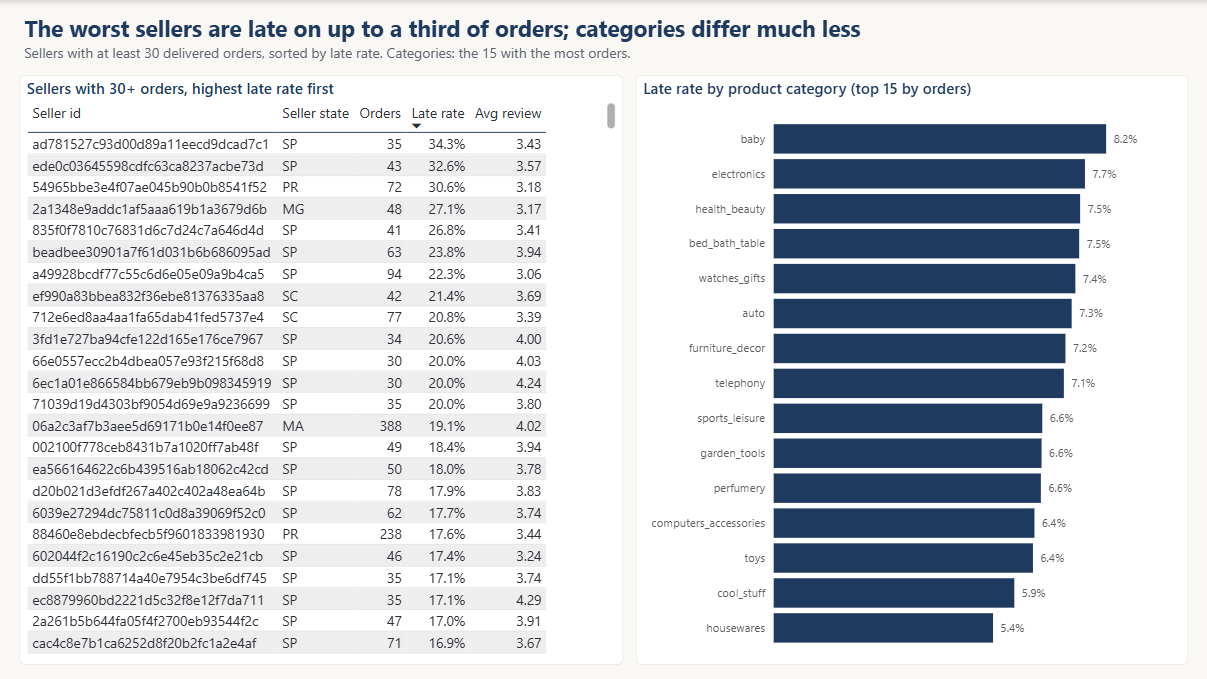 The worst sellers are late on up to a third of orders; categories differ much less
Sellers with at least 30 delivered orders, sorted by late rate. Categories: the 15 with the most orders.
Sellers with 30+ orders, highest late rate first
Seller id Seller state Orders Late rate Avg review
ad781527c93d00d89a11eecd9dcad7c1 SP 35 34.3% 3.43
ede0c03645598cdfc63ca8237acbe73d SP 43 32.6% 3.57
54965bbe3e4f07ae045b90b0b8541f52 PR 72 30.6% 3.18
2a1348e9addc1af5aaa619b1a3679d6b MG 48 27.1% 3.17
835f0f7810c76831d6c7d24c7a646d4d SP 41 26.8% 3.41
beadbee30901a7f61d031b6b686095ad SP 63 23.8% 3.94
a49928bcdf77c55c6d6e05e09a9b4ca5 SP 94 22.3% 3.06
ef990a83bbea832f36ebe81376335aa8 SC 42 21.4% 3.69
712e6ed8aa4aa1fa65dab41fed5737e4 SC 77 20.8% 3.39
3fd1e727ba94cfe122d165e176ce7967 SP 34 20.6% 4.00
66e0557ecc2b4dbea057e93f215f68d8 SP 30 20.0% 4.03
6ec1a01e866584bb679eb9b098345919 SP 30 20.0% 4.24
71039d19d4303bf9054d69e9a9236699 SP 35 20.0% 3.80
06a2c3af7b3aee5d69171b0e14f0ee87 MA 388 19.1% 4.02
002100f778ceb8431b7a1020ff7ab48f SP 49 18.4% 3.94
ea566164622c6b439516ab18062c42cd SP 50 18.0% 3.78
d20b021d3efdf267a402c402a48ea64b SP 78 17.9% 3.83
6039e27294dc75811c0d8a39069f52c0 SP 62 17.7% 3.74
88460e8ebdecbfecb5f9601833981930 PR 238 17.6% 3.44
602044f2c16190c2c6e45eb35c2e21cb SP 46 17.4% 3.24
dd55f1bb788714a40e7954c3be6df745 SP 35 17.1% 3.74
ec8879960bd2221d5c32f8e12f7da711 SP 35 17.1% 4.29
2a261b5b644fa05f4f2700eb93544f2c SP 47 17.0% 3.91
cac4c8e7b1ca6252d8f20b2fc1a2e4af SP 71 16.9% 3.67
Late rate by product category (top 15 by orders)
baby 8.2%
electronics 7.7%
health_beauty 7.5%
bed_bath_table 7.5%
watches_gifts 7.4%
auto 7.3%
furniture_decor 7.2%
telephony 7.1%
sports_leisure 6.6%
garden_tools 6.6%
perfumery 6.6%
computers_accessories 6.4%
toys 6.4%
cool_stuff 5.9%
housewares 5.4%